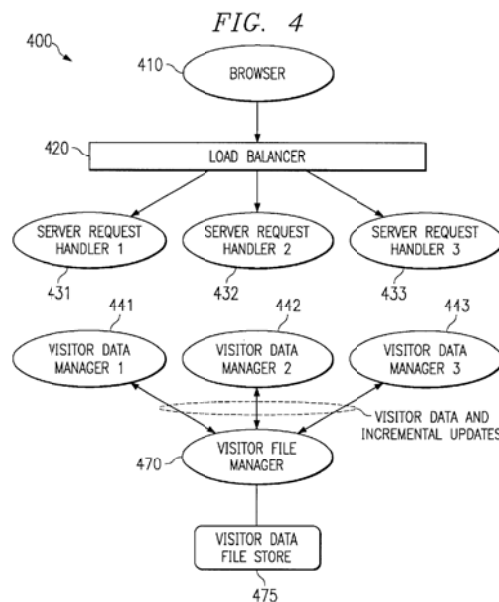 FIG. 4
400
410
BROWSER
420
LOAD BALANCER
SERVER REQUEST
HANDLER 1
SERVER REQUEST
HANDLER 2
SERVER REQUEST
HANDLER 3
431
432
433
441
442
443
VISITOR DATA
MANAGER 1
VISITOR DATA
MANAGER 2
VISITOR DATA
MANAGER 3
VISITOR DATA AND
INCREMENTAL UPDATES
VISITOR FILE
MANAGER
470
VISITOR DATA
FILE STORE
475